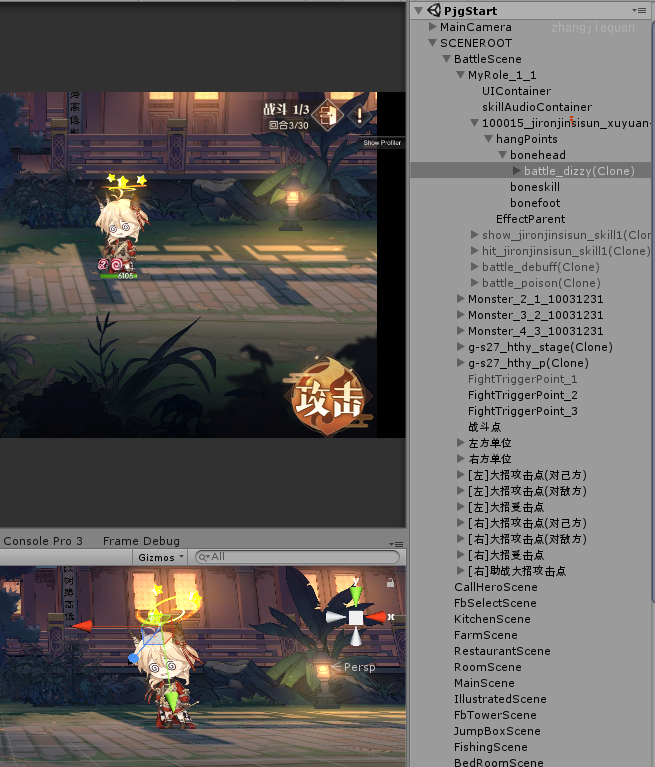 PjgStart
MainCamera
zhangjiequan
SCENEROOT
BattleScene
MyRole_1_1
UIContainer
skillAudioContainer
100015_jironjinsisun_xuyuan
hangPoints
bonehead
battle_dizzy(Clone)
boneskill
bonefoot
EffectParent
show_jironjinsisun_skill1(Clor
hit_jironjinsisun_skill1(Clone)
battle_debuff(Clone)
battle_poison(Clone)
Monster_2_1_10031231
Monster_3_2_10031231
Monster_4_3_10031231
g-s27_hthy_stage(Clone)
g-s27_hthy_p(Clone)
FightTriggerPoint_1
FightTriggerPoint_2
FightTriggerPoint_3
战斗点
左方单位
右方单位
[左]大招攻击点(对己方)
[左]大招攻击点(对敌方)
[左]大招受击点
[右]大招攻击点(对己方)
[右]大招攻击点(对敌方)
[右]大招受击点
[右]助战大招攻击点
CallHeroScene
FbSelectScene
KitchenScene
FarmScene
RestaurantScene
RoomScene
MainScene
IllustratedScene
FbTowerScene
JumpBoxScene
FishingScene
BedRoomScene
战斗 1/3
回合3/30
Show Profiler
6105
攻击
Console Pro 3
Frame Debug
Gizmos
All
y
x
Persp